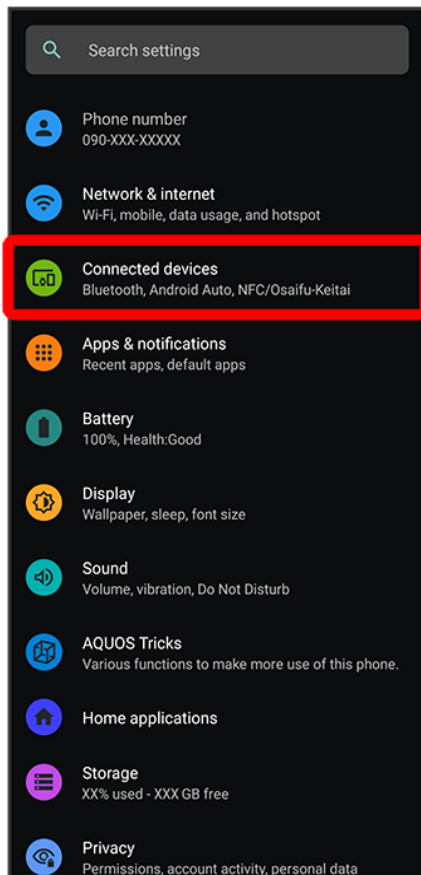 Search settings
Phone number
090-XXX-XXXXX
Network & internet
Wi-Fi, mobile, data usage, and hotspot
Connected devices
Bluetooth, Android Auto, NFC/Osaifu-Keitai
Apps & notifications
Recent apps, default apps
Battery
100%, Health:Good
Display
Wallpaper, sleep, font size
Sound
Volume, vibration, Do Not Disturb
AQUOS Tricks
Various functions to make more use of this phone.
Home applications
Storage
XX% used - XXX GB free
Privacy
Permissions, account activity, personal data